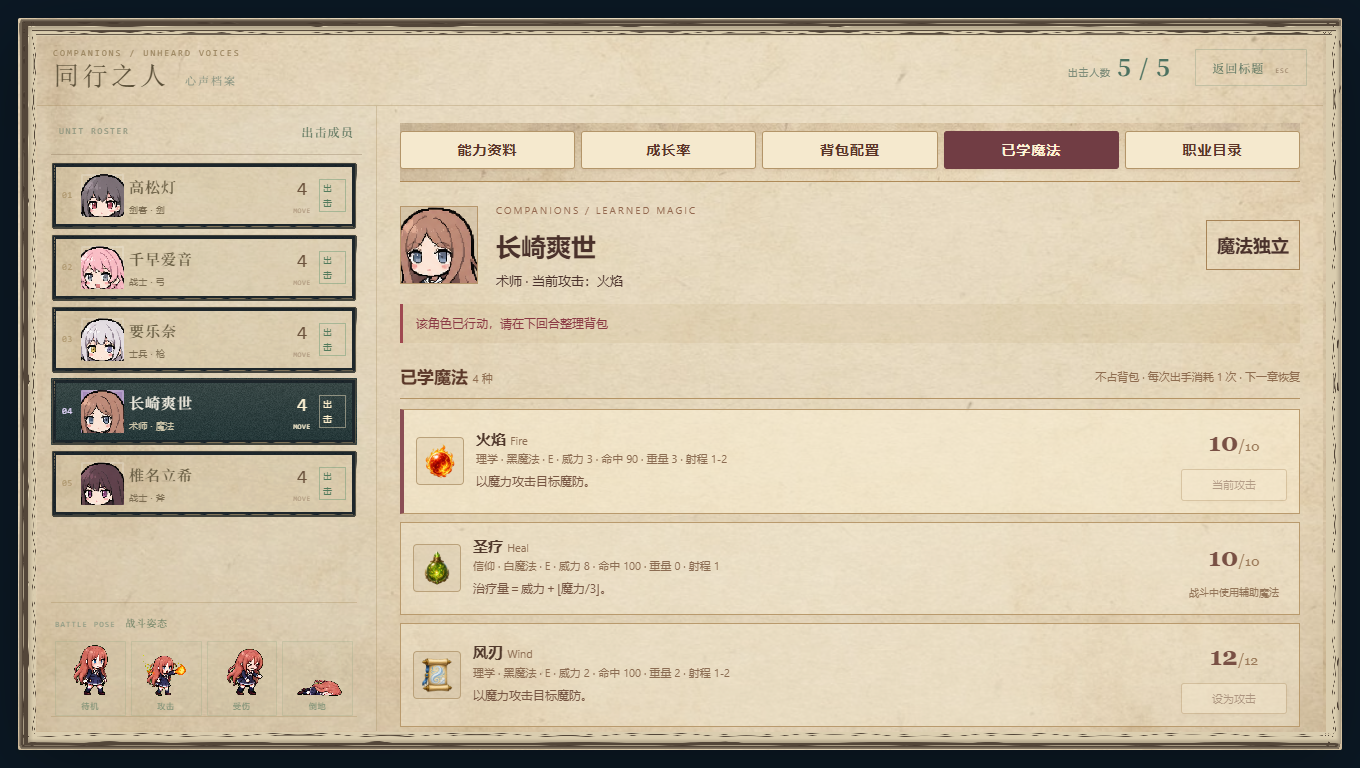 COMPANIONS / UNHEARD VOICES
同行之人 心声档案
出击人数 5 / 5
返回标题 ESC
UNIT ROSTER 出击成员
01 高松灯 剑客 · 剑 4 MOVE 出击
02 千早爱音 战士 · 弓 4 MOVE 出击
03 要乐奈 士兵 · 枪 4 MOVE 出击
04 长崎爽世 术师 · 魔法 4 MOVE 出击
05 椎名立希 战士 · 斧 4 MOVE 出击
BATTLE POSE 战斗姿态
待机 攻击 受伤 倒地
能力资料 成长率 背包配置 已学魔法 职业目录
COMPANIONS / LEARNED MAGIC
长崎爽世
术师 · 当前攻击：火焰
魔法独立
该角色已行动，请在下回合整理背包
已学魔法 4 种
不占背包 · 每次出手消耗 1 次 · 下一章恢复
火焰 Fire
理学 · 黑魔法 · E · 威力 3 · 命中 90 · 重量 3 · 射程 1-2
以魔力攻击目标魔防。
10/10
当前攻击
圣疗 Heal
信仰 · 白魔法 · E · 威力 8 · 命中 100 · 重量 0 · 射程 1
治疗量 = 威力 + ⌊魔力/3⌋。
10/10
战斗中使用辅助魔法
风刃 Wind
理学 · 黑魔法 · E · 威力 2 · 命中 100 · 重量 2 · 射程 1-2
以魔力攻击目标魔防。
12/12
设为攻击